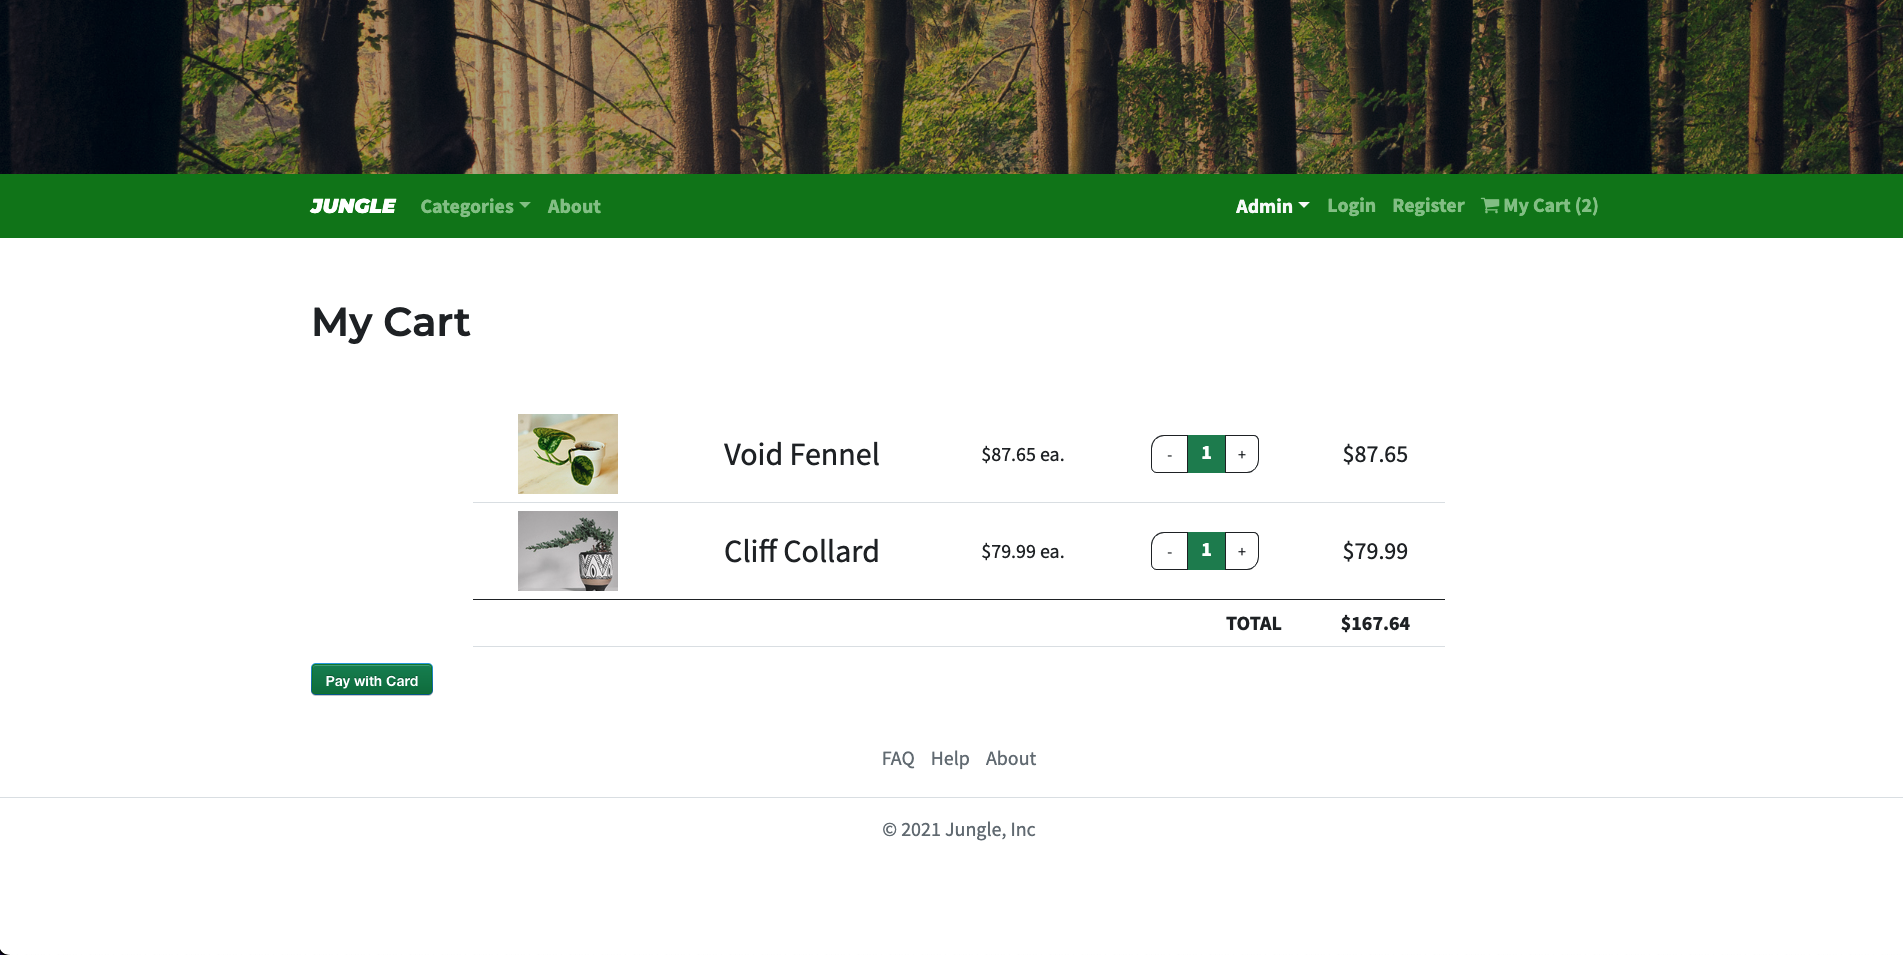 JUNGLE Categories About Admin Login Register My Cart (2)
My Cart
Void Fennel $87.65 ea. - 1 + $87.65
Cliff Collard $79.99 ea. - 1 + $79.99
TOTAL $167.64
Pay with Card
FAQ Help About
© 2021 Jungle, Inc